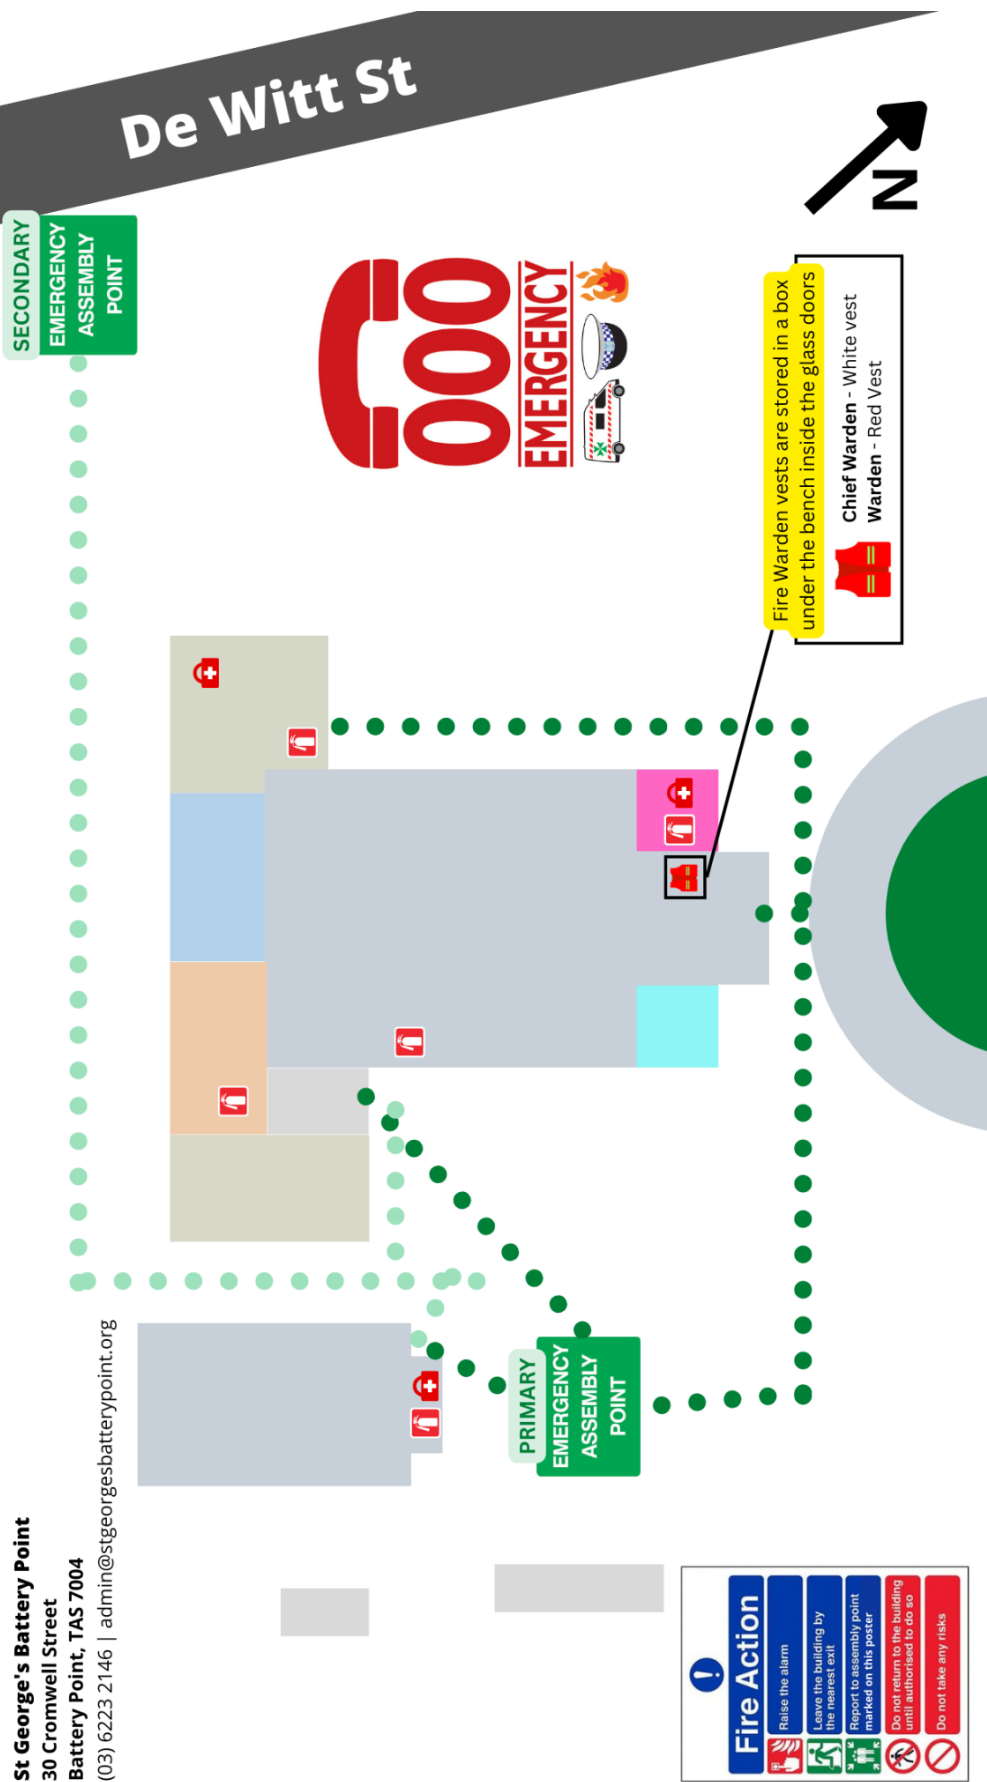 St George's Battery Point
30 Cromwell Street
Battery Point, TAS 7004
(03) 6223 2146 | admin@stgeorgesbatterypoint.org
SECONDARY
EMERGENCY
ASSEMBLY
POINT
De Witt St
000
EMERGENCY
PRIMARY
EMERGENCY
ASSEMBLY
POINT
Fire Warden vests are stored in a box
under the bench inside the glass doors
Chief Warden - White vest
Warden - Red Vest
N
!
Fire Action
Raise the alarm
Leave the building by
the nearest exit
Report to assembly point
marked on this poster
Do not return to the building
until authorised to do so
Do not take any risks